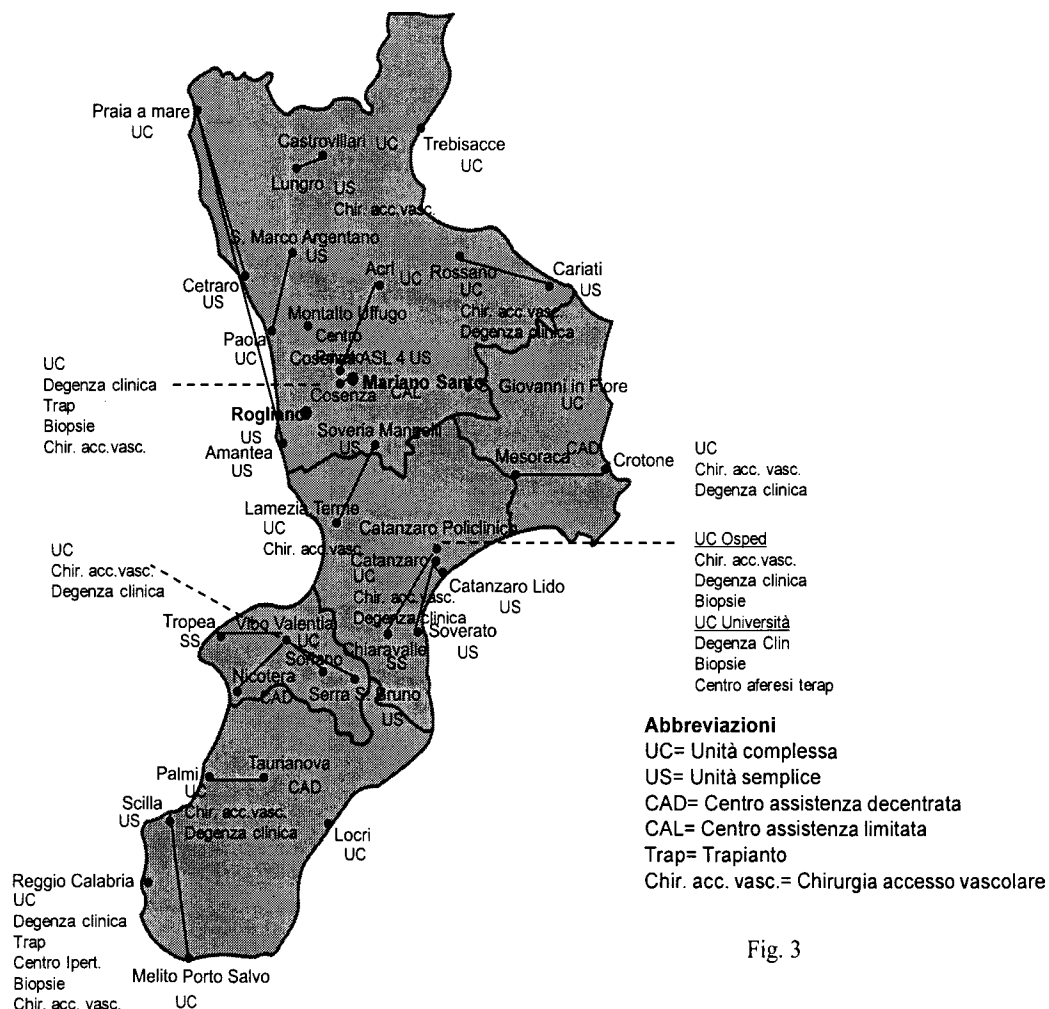 Praia a mare
UC
Castrovillari UC
Trebisacce
UC
Lungro US
Chir. acc.vasc.
S. Marco Argentano
US
Acri UC
Rossano
UC
Chir. acc.vasc.
Degenza clinica
Cariati
US
Cetraro
US
Montalto Uffugo
Centro
Paola
UC
Cosenza ASL 4 US
Mariano Santo
CAL
Cosenza
UC
Degenza clinica
Trap
Biopsie
Chir. acc.vasc.
Giovanni in Fiore
UC
Rogliano
US
Amantea
US
Soveria Mannelli
US
Mesoraca
CAD
Crotone
UC
Chir. acc. vasc.
Degenza clinica
Lamezia Terme
UC
Chir. acc.vasc.
Catanzaro Policlinico
UC Osped
Chir. acc.vasc.
Degenza clinica
Biopsie
UC Università
Degenza Clin
Biopsie
Centro aferesi terap
Catanzaro
UC
Chir. acc.vasc.
Degenza clinica
Catanzaro Lido
US
Soverato
US
Chiaravalle
SS
UC
Chir. acc.vasc.
Degenza clinica
Tropea
SS
Vibo Valentia
UC
Soriano
Nicotera
CAD
Serra S. Bruno
US
Palmi
UC
Chir. acc.vasc.
Degenza clinica
Taurianova
CAD
Scilla
US
Locri
UC
Reggio Calabria
UC
Degenza clinica
Trap
Centro Ipert.
Biopsie
Chir. acc. vasc.
Melito Porto Salvo
UC
Abbreviazioni
UC= Unità complessa
US= Unità semplice
CAD= Centro assistenza decentrata
CAL= Centro assistenza limitata
Trap= Trapianto
Chir. acc. vasc.= Chirurgia accesso vascolare
Fig. 3